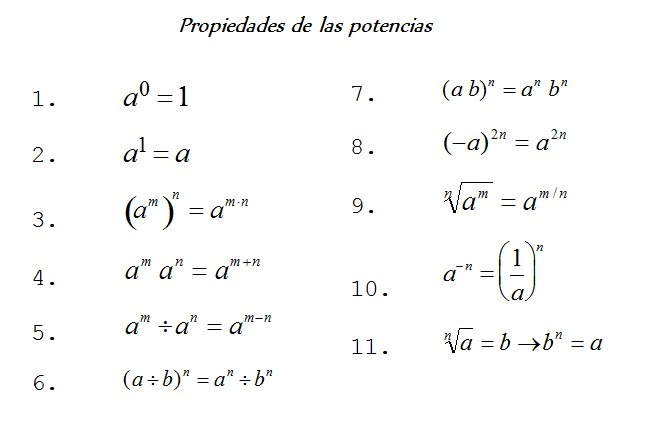 Propiedades de las potencias
1. a⁰ = 1
2. a¹ = a
3. (aᵐ)ⁿ = aᵐ·ⁿ
4. aᵐ aⁿ = aᵐ⁺ⁿ
5. aᵐ ÷ aⁿ = aᵐ⁻ⁿ
6. (a ÷ b)ⁿ = aⁿ ÷ bⁿ
7. (a b)ⁿ = aⁿ bⁿ
8. (−a)²ⁿ = a²ⁿ
9. ⁿ√(aᵐ) = a^(m/n)
10. a⁻ⁿ = (1/a)ⁿ
11. ⁿ√a = b → bⁿ = a